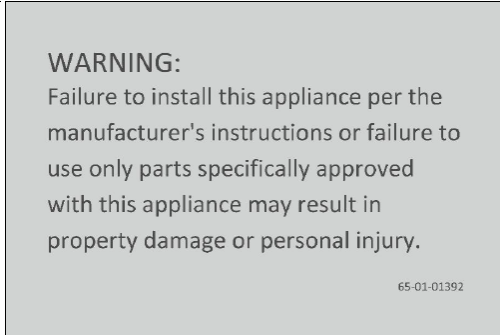 WARNING:
Failure to install this appliance per the
manufacturer's instructions or failure to
use only parts specifically approved
with this appliance may result in
property damage or personal injury.
65-01-01392